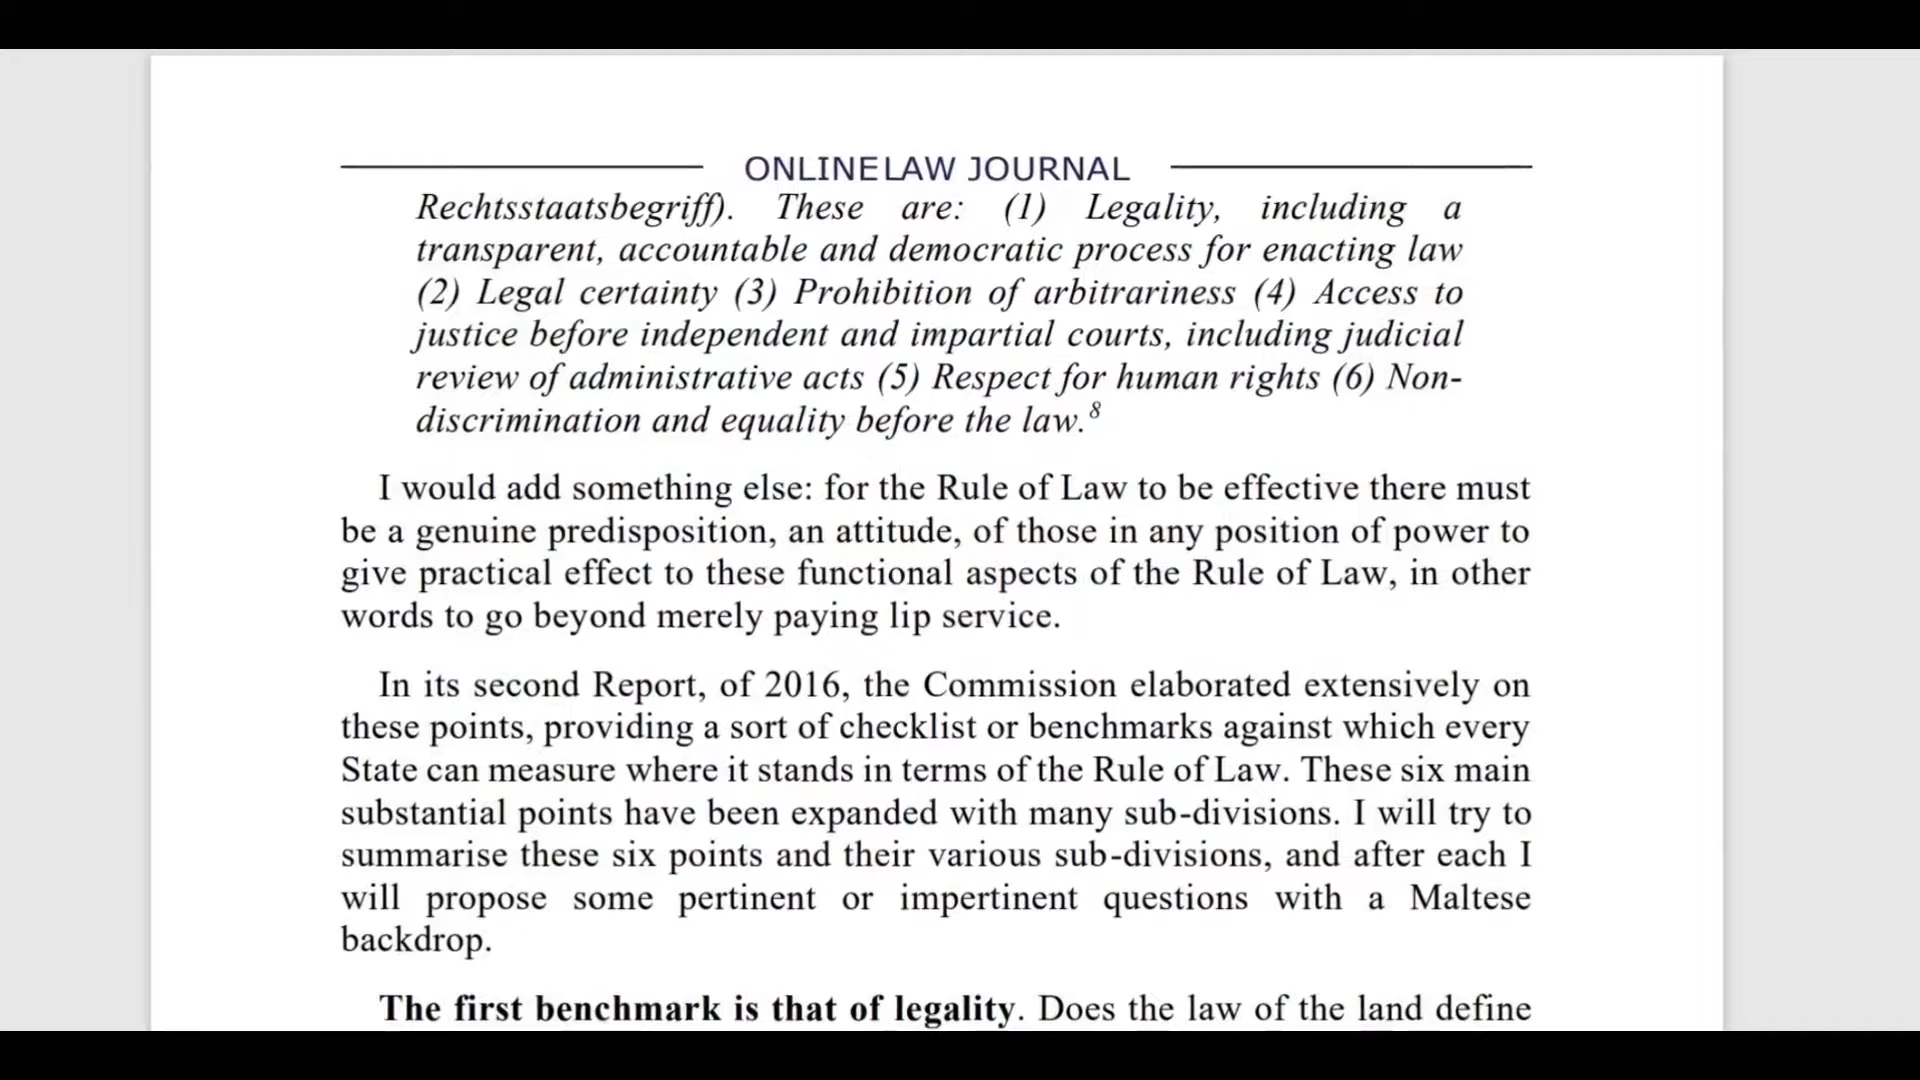 ONLINE LAW JOURNAL
Rechtsstaatsbegriff). These are: (1) Legality, including a
transparent, accountable and democratic process for enacting law
(2) Legal certainty (3) Prohibition of arbitrariness (4) Access to
justice before independent and impartial courts, including judicial
review of administrative acts (5) Respect for human rights (6) Non-
discrimination and equality before the law.⁸
I would add something else: for the Rule of Law to be effective there must
be a genuine predisposition, an attitude, of those in any position of power to
give practical effect to these functional aspects of the Rule of Law, in other
words to go beyond merely paying lip service.
In its second Report, of 2016, the Commission elaborated extensively on
these points, providing a sort of checklist or benchmarks against which every
State can measure where it stands in terms of the Rule of Law. These six main
substantial points have been expanded with many sub-divisions. I will try to
summarise these six points and their various sub-divisions, and after each I
will propose some pertinent or impertinent questions with a Maltese
backdrop.
The first benchmark is that of legality. Does the law of the land define